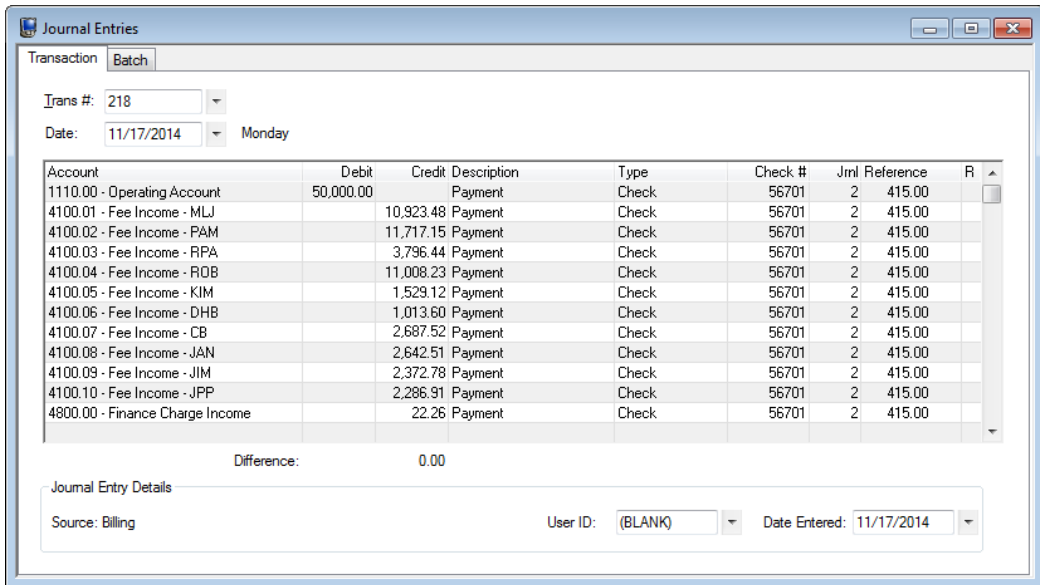 Journal Entries
Transaction Batch
Trans #: 218
Date: 11/17/2014 Monday
Account Debit Credit Description Type Check # Jrnl Reference R
1110.00 - Operating Account 50,000.00 Payment Check 56701 2 415.00
4100.01 - Fee Income - MLJ 10,923.48 Payment Check 56701 2 415.00
4100.02 - Fee Income - PAM 11,717.15 Payment Check 56701 2 415.00
4100.03 - Fee Income - RPA 3,796.44 Payment Check 56701 2 415.00
4100.04 - Fee Income - ROB 11,008.23 Payment Check 56701 2 415.00
4100.05 - Fee Income - KIM 1,529.12 Payment Check 56701 2 415.00
4100.06 - Fee Income - DHB 1,013.60 Payment Check 56701 2 415.00
4100.07 - Fee Income - CB 2,687.52 Payment Check 56701 2 415.00
4100.08 - Fee Income - JAN 2,642.51 Payment Check 56701 2 415.00
4100.09 - Fee Income - JIM 2,372.78 Payment Check 56701 2 415.00
4100.10 - Fee Income - JPP 2,286.91 Payment Check 56701 2 415.00
4800.00 - Finance Charge Income 22.26 Payment Check 56701 2 415.00
Difference: 0.00
Journal Entry Details
Source: Billing User ID: (BLANK) Date Entered: 11/17/2014